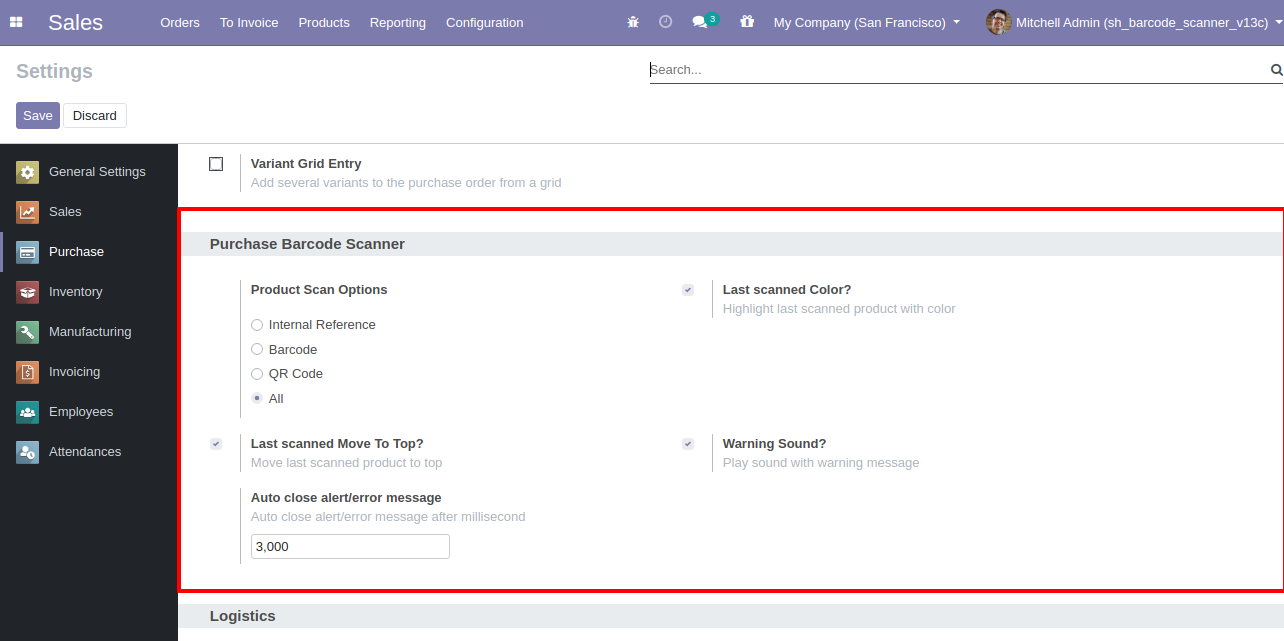 Sales Orders To Invoice Products Reporting Configuration 3 My Company (San Francisco) Mitchell Admin (sh_barcode_scanner_v13c)
Settings
Search...
Save Discard
General Settings
Sales
Purchase
Inventory
Manufacturing
Invoicing
Employees
Attendances
Variant Grid Entry
Add several variants to the purchase order from a grid
Purchase Barcode Scanner
Product Scan Options
Internal Reference
Barcode
QR Code
All
Last scanned Color?
Highlight last scanned product with color
Last scanned Move To Top?
Move last scanned product to top
Warning Sound?
Play sound with warning message
Auto close alert/error message
Auto close alert/error message after millisecond
3,000
Logistics